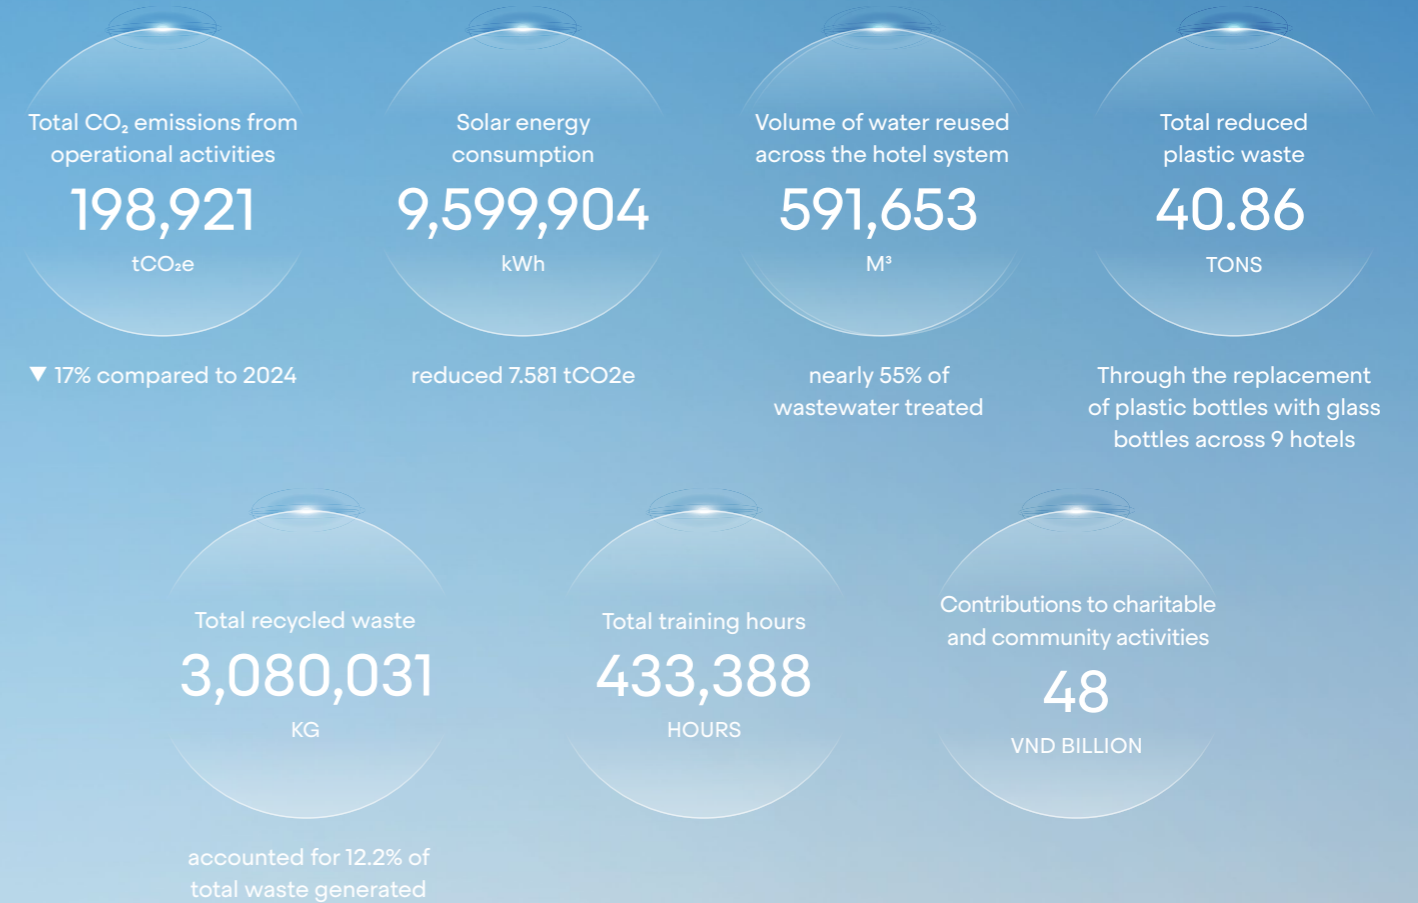 Total CO₂ emissions from
operational activities
198,921
tCO₂e
▼ 17% compared to 2024
Solar energy
consumption
9,599,904
kWh
reduced 7.581 tCO2e
Volume of water reused
across the hotel system
591,653
M³
nearly 55% of
wastewater treated
Total reduced
plastic waste
40.86
TONS
Through the replacement
of plastic bottles with glass
bottles across 9 hotels
Total recycled waste
3,080,031
KG
accounted for 12.2% of
total waste generated
Total training hours
433,388
HOURS
Contributions to charitable
and community activities
48
VND BILLION